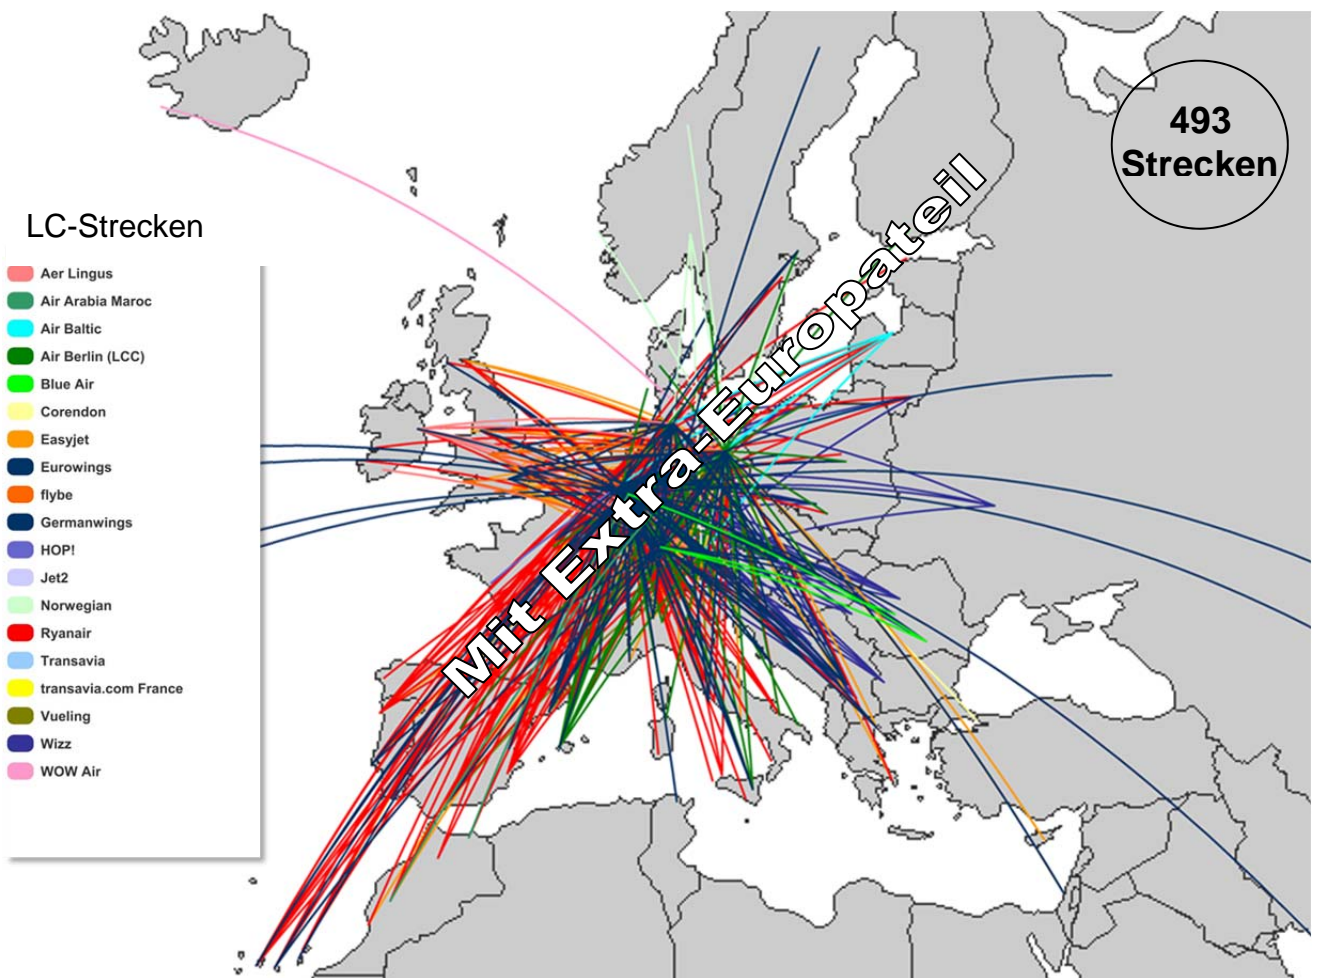 493
Strecken
LC-Strecken
Aer Lingus
Air Arabia Maroc
Air Baltic
Air Berlin (LCC)
Blue Air
Corendon
Easyjet
Eurowings
flybe
Germanwings
HOP!
Jet2
Norwegian
Ryanair
Transavia
transavia.com France
Vueling
Wizz
WOW Air
Mit Extra-Europateil